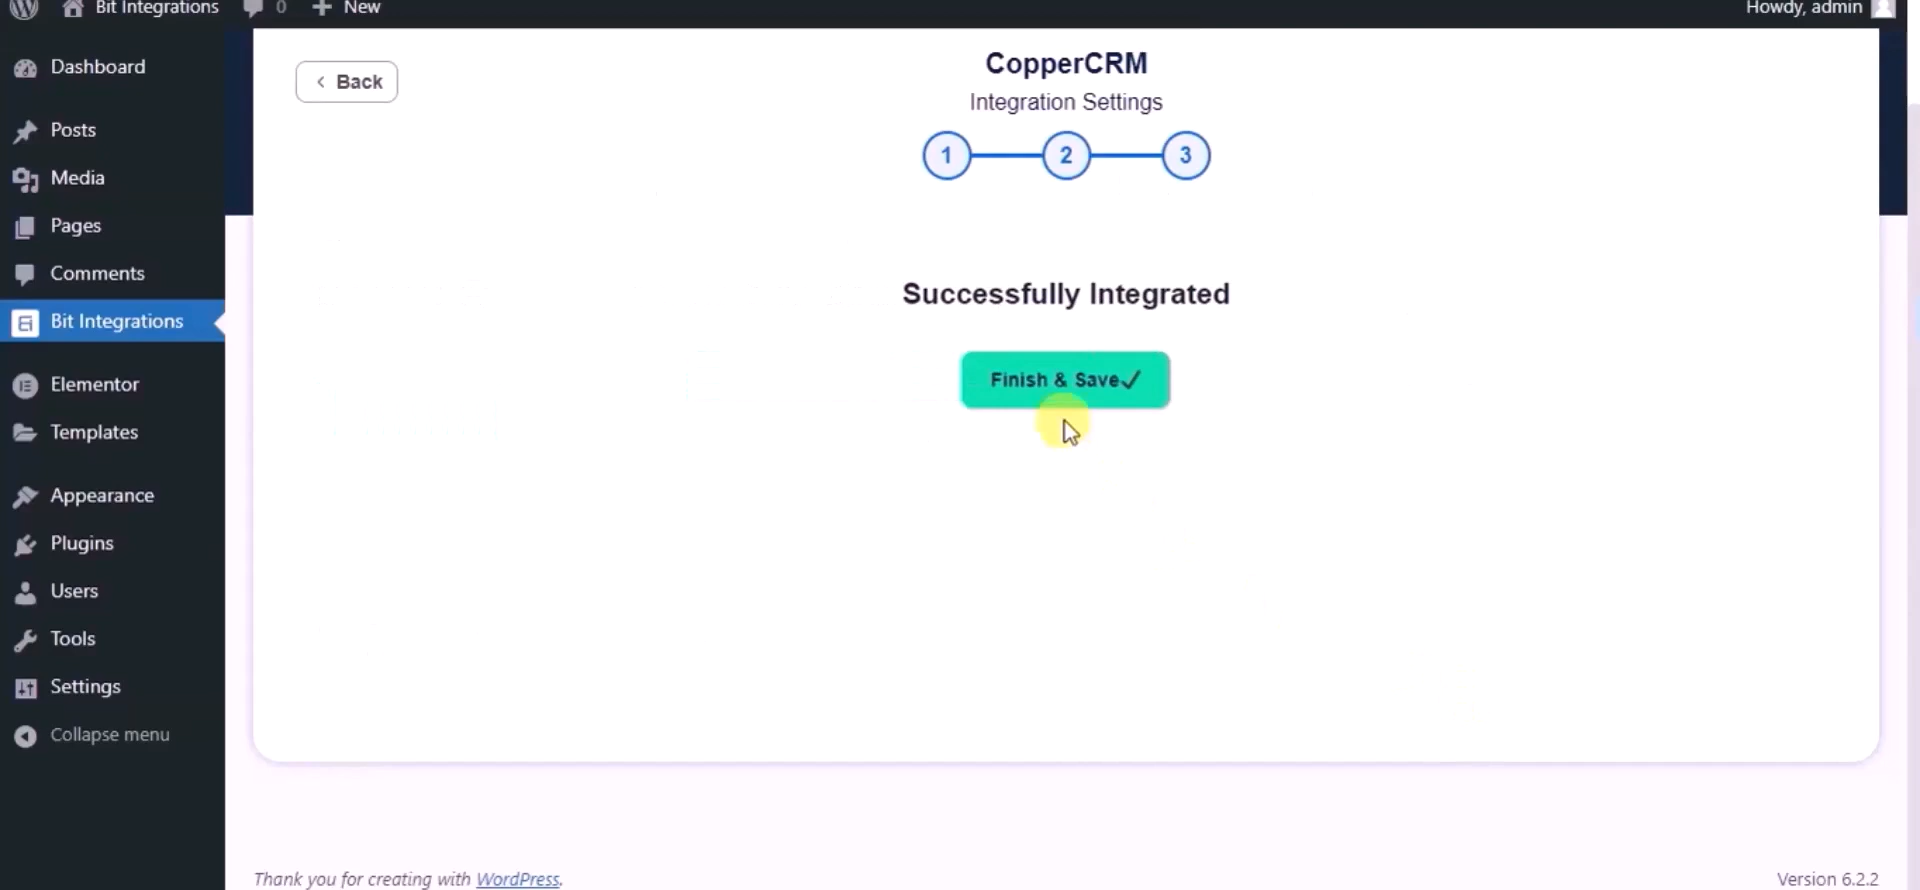 Bit Integrations 0 New Howdy, admin
Dashboard
Posts
Media
Pages
Comments
Bit Integrations
Elementor
Templates
Appearance
Plugins
Users
Tools
Settings
Collapse menu
Back
CopperCRM
Integration Settings
1 2 3
Successfully Integrated
Finish & Save✓
Thank you for creating with WordPress.
Version 6.2.2